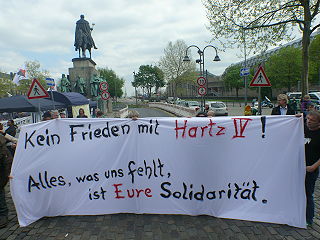 Kein Frieden mit Hartz IV !
Alles, was uns fehlt,
ist Eure Solidarität.